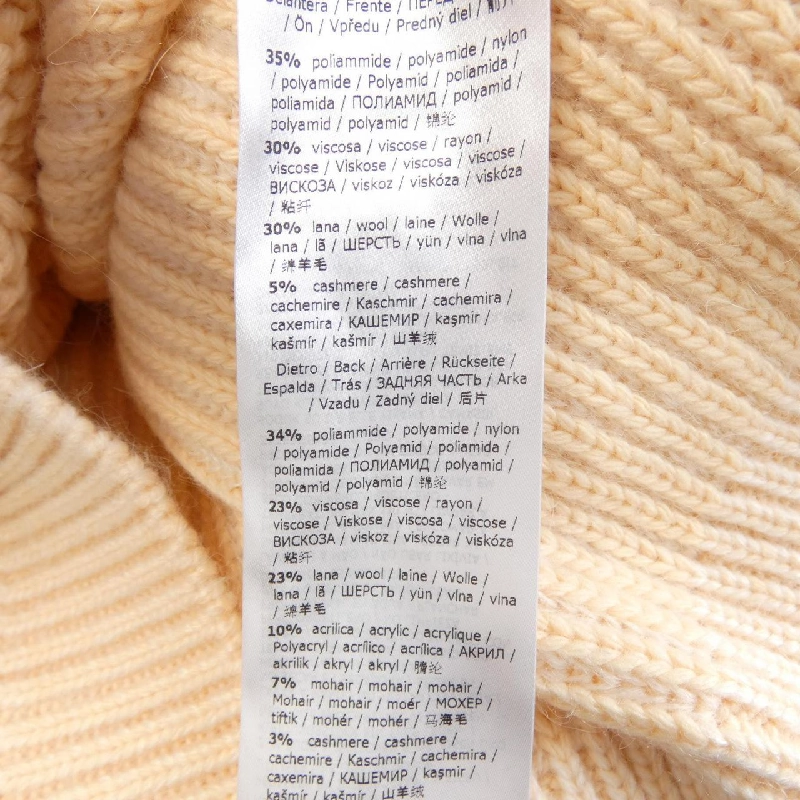 Delantera / Frente / ПЕРЕД
/ Ön / Vpředu / Predný diel / 前片
35% poliammide / polyamide / nylon
/ polyamide / Polyamid / poliamida /
poliamida / ПОЛИАМИД / polyamid /
polyamid / polyamid / 锦纶
30% viscosa / viscose / rayon /
viscose / Viskose / viscosa / viscose /
ВИСКОЗА / viskoz / viskóza / viskóza
/ 粘纤
30% lana / wool / laine / Wolle /
lana / lã / ШЕРСТЬ / yün / vlna / vlna
/ 绵羊毛
5% cashmere / cashmere /
cachemire / Kaschmir / cachemira /
caxemira / КАШЕМИР / kaşmir /
kašmír / kašmír / 山羊绒
Dietro / Back / Arrière / Rückseite /
Espalda / Trás / ЗАДНЯЯ ЧАСТЬ / Arka
/ Vzadu / Zadný diel / 后片
34% poliammide / polyamide / nylon
/ polyamide / Polyamid / poliamida /
poliamida / ПОЛИАМИД / polyamid /
polyamid / polyamid / 锦纶
23% viscosa / viscose / rayon /
viscose / Viskose / viscosa / viscose /
ВИСКОЗА / viskoz / viskóza / viskóza
/ 粘纤
23% lana / wool / laine / Wolle /
lana / lã / ШЕРСТЬ / yün / vlna / vlna
/ 绵羊毛
10% acrilica / acrylic / acrylique /
Polyacryl / acrílico / acrílica / АКРИЛ /
akrilik / akryl / akryl / 腈纶
7% mohair / mohair / mohair /
Mohair / mohair / moér / МОХЕР /
tiftik / mohér / mohér / 马海毛
3% cashmere / cashmere /
cachemire / Kaschmir / cachemira /
caxemira / КАШЕМИР / kaşmir /
kašmír / kašmír / 山羊绒